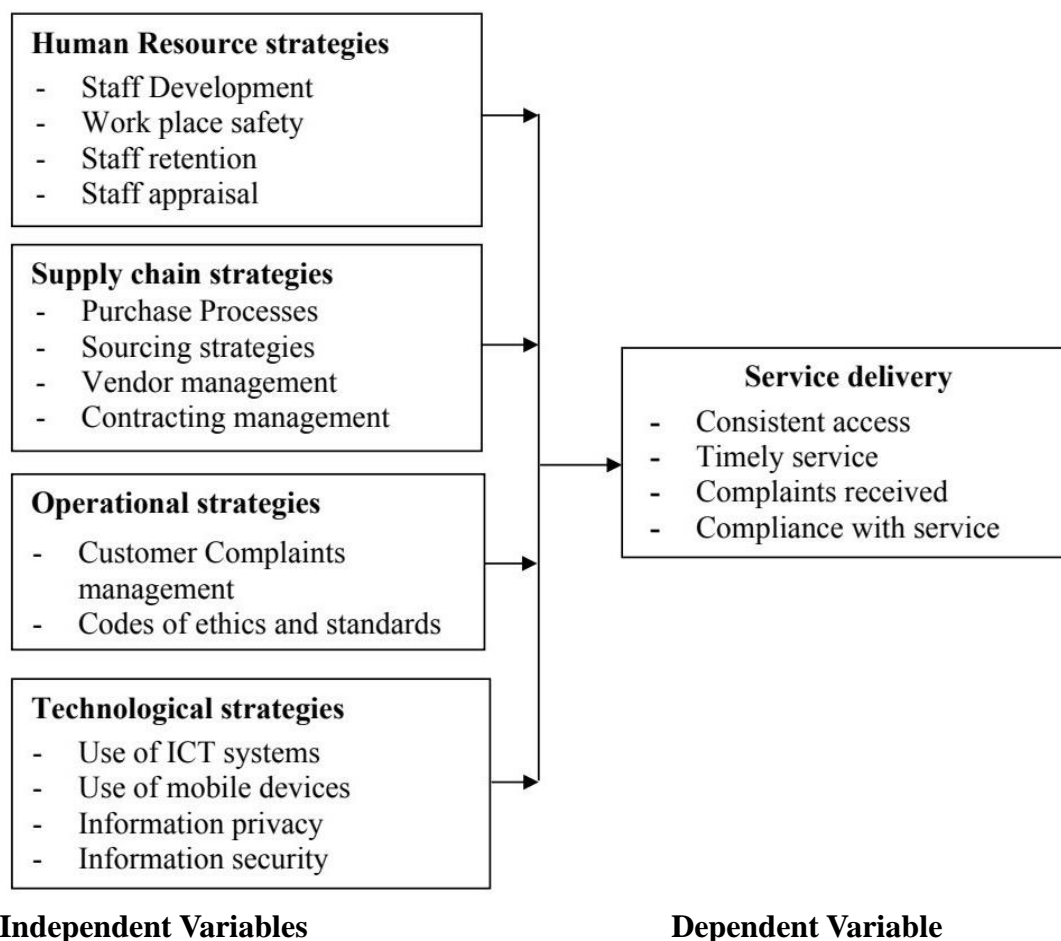 Human Resource strategies
- Staff Development
- Work place safety
- Staff retention
- Staff appraisal
Supply chain strategies
- Purchase Processes
- Sourcing strategies
- Vendor management
- Contracting management
Operational strategies
- Customer Complaints
management
- Codes of ethics and standards
Technological strategies
- Use of ICT systems
- Use of mobile devices
- Information privacy
- Information security
Service delivery
- Consistent access
- Timely service
- Complaints received
- Compliance with service
Independent Variables
Dependent Variable